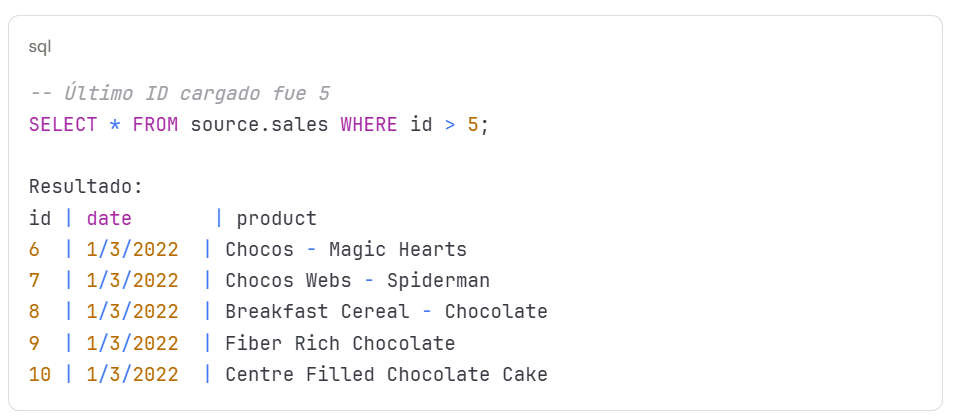 sql
-- Último ID cargado fue 5
SELECT * FROM source.sales WHERE id > 5;
Resultado:
id | date       | product
6  | 1/3/2022  | Chocos - Magic Hearts
7  | 1/3/2022  | Chocos Webs - Spiderman
8  | 1/3/2022  | Breakfast Cereal - Chocolate
9  | 1/3/2022  | Fiber Rich Chocolate
10 | 1/3/2022  | Centre Filled Chocolate Cake